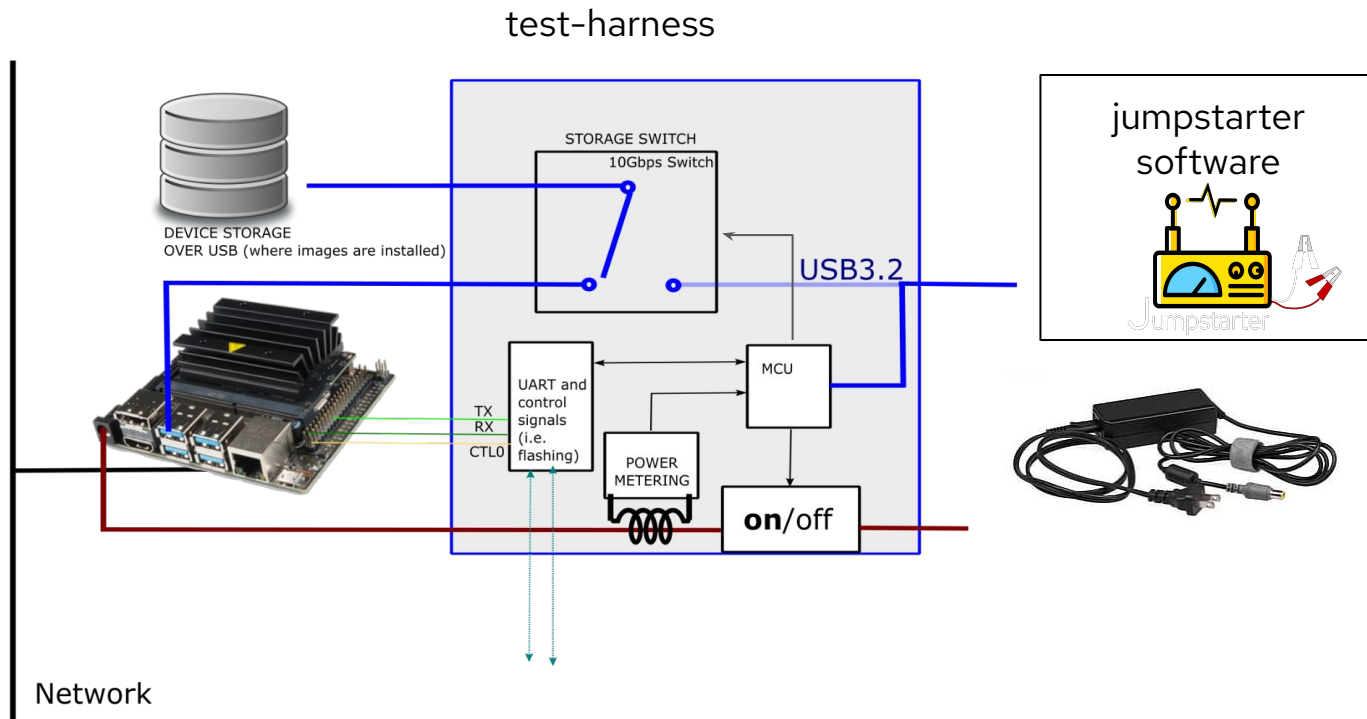 test-harness
STORAGE SWITCH
10Gbps Switch
DEVICE STORAGE
OVER USB (where images are installed)
USB3.2
jumpstarter
software
Jumpstarter
UART and
control
signals
(i.e.
flashing)
TX
RX
CTL0
MCU
POWER
METERING
on/off
Network